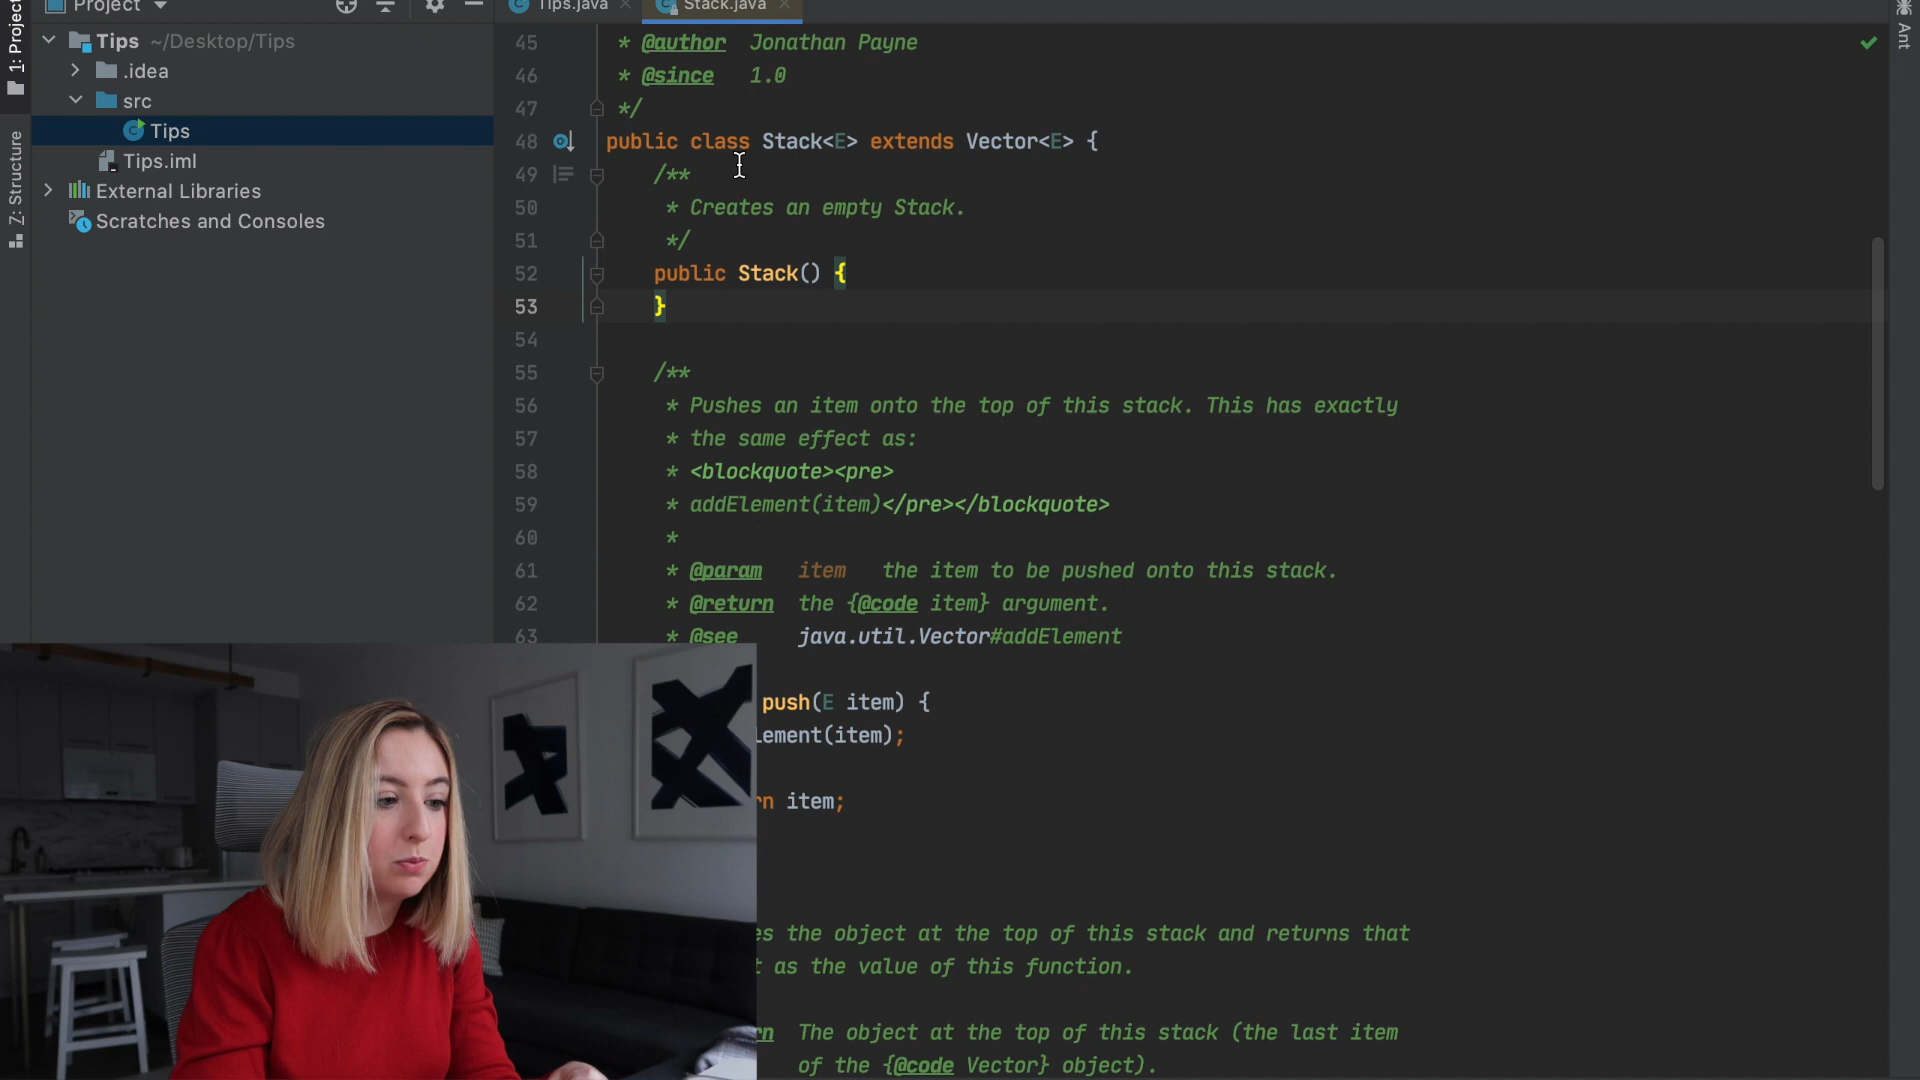 Project
Tips.java
Stack.java
1: Project
Z: Structure
Ant
Tips ~/Desktop/Tips
.idea
src
Tips
Tips.iml
External Libraries
Scratches and Consoles
45 * @author Jonathan Payne
46 * @since 1.0
47 */
48 public class Stack<E> extends Vector<E> {
49 /**
50 * Creates an empty Stack.
51 */
52 public Stack() {
53 }
54
55 /**
56 * Pushes an item onto the top of this stack. This has exactly
57 * the same effect as:
58 * <blockquote><pre>
59 * addElement(item)</pre></blockquote>
60 *
61 * @param item the item to be pushed onto this stack.
62 * @return the {@code item} argument.
63 * @see java.util.Vector#addElement
push(E item) {
ement(item);
n item;
s the object at the top of this stack and returns that
as the value of this function.
n The object at the top of this stack (the last item
of the {@code Vector} object).